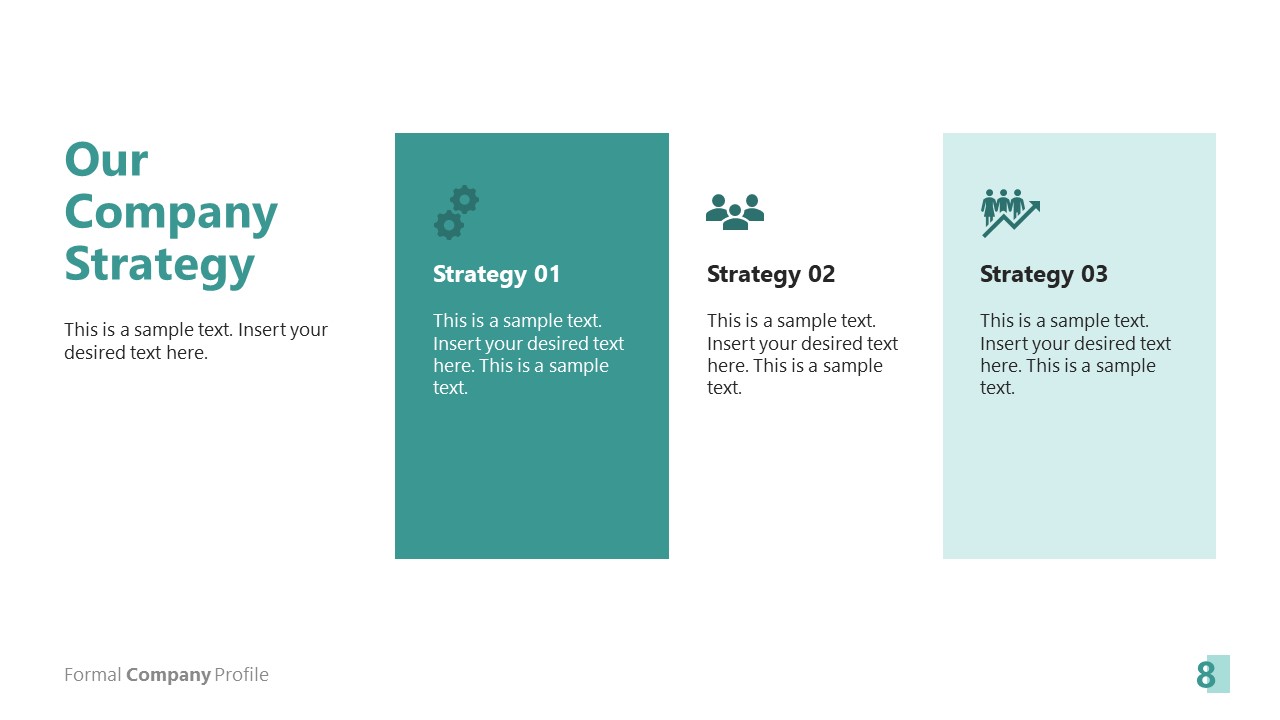 Our
Company
Strategy
This is a sample text. Insert your
desired text here.
Strategy 01
This is a sample text.
Insert your desired text
here. This is a sample
text.
Strategy 02
This is a sample text.
Insert your desired text
here. This is a sample
text.
Strategy 03
This is a sample text.
Insert your desired text
here. This is a sample
text.
Formal Company Profile
8